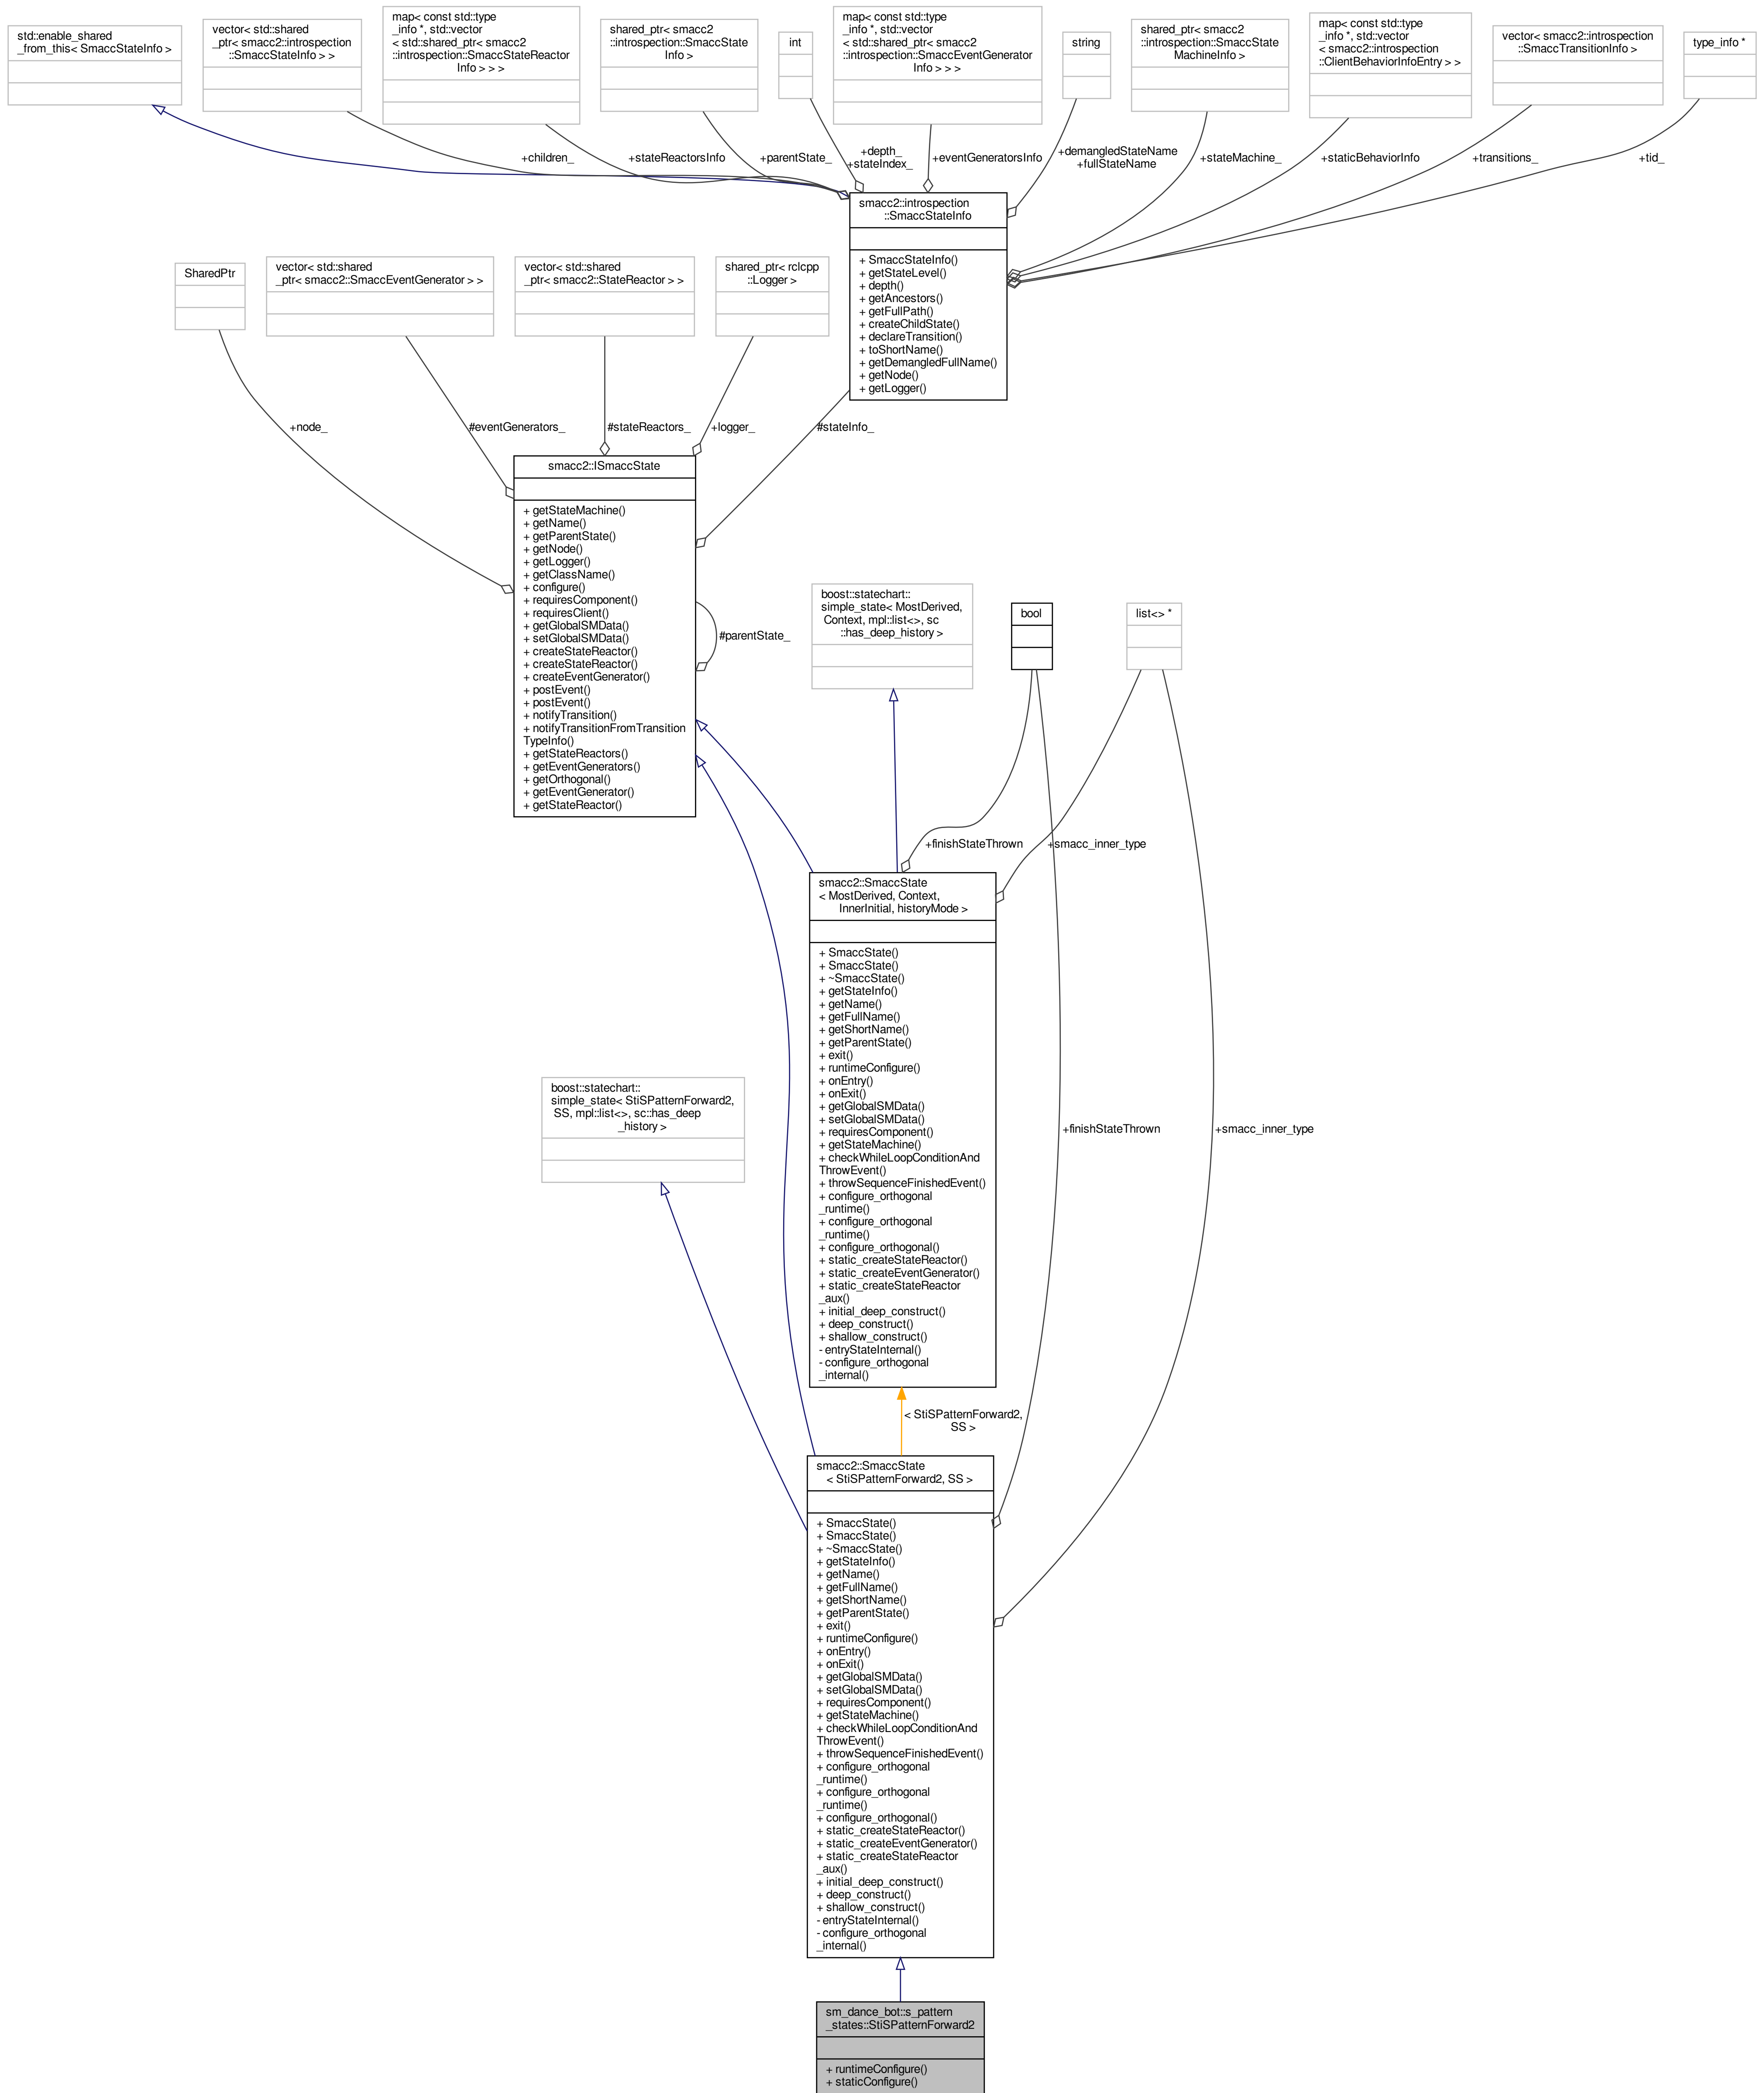 std::enable_shared
_from_this< SmaccStateInfo >
vector< std::shared
_ptr< smacc2::introspection
::SmaccStateInfo > >
map< const std::type
_info *, std::vector
< std::shared_ptr< smacc2
::introspection::SmaccStateReactor
Info > > >
shared_ptr< smacc2
::introspection::SmaccState
Info >
int
map< const std::type
_info *, std::vector
< std::shared_ptr< smacc2
::introspection::SmaccEventGenerator
Info > > >
string
shared_ptr< smacc2
::introspection::SmaccState
MachineInfo >
map< const std::type
_info *, std::vector
< smacc2::introspection
::ClientBehaviorInfoEntry > >
vector< smacc2::introspection
::SmaccTransitionInfo >
type_info *
+children_
+stateReactorsInfo
+parentState_
+depth_
+stateIndex_
+eventGeneratorsInfo
+demangledStateName
+fullStateName
+stateMachine_
+staticBehaviorInfo
+transitions_
+tid_
smacc2::introspection
::SmaccStateInfo
+ SmaccStateInfo()
+ getStateLevel()
+ depth()
+ getAncestors()
+ getFullPath()
+ createChildState()
+ declareTransition()
+ toShortName()
+ getDemangledFullName()
+ getNode()
+ getLogger()
SharedPtr
vector< std::shared
_ptr< smacc2::SmaccEventGenerator > >
vector< std::shared
_ptr< smacc2::StateReactor > >
shared_ptr< rclcpp
::Logger >
+node_
#eventGenerators_
#stateReactors_
+logger_
#stateInfo_
smacc2::ISmaccState
+ getStateMachine()
+ getName()
+ getParentState()
+ getNode()
+ getLogger()
+ getClassName()
+ configure()
+ requiresComponent()
+ requiresClient()
+ getGlobalSMData()
+ setGlobalSMData()
+ createStateReactor()
+ createStateReactor()
+ createEventGenerator()
+ postEvent()
+ postEvent()
+ notifyTransition()
+ notifyTransitionFromTransition
TypeInfo()
+ getStateReactors()
+ getEventGenerators()
+ getOrthogonal()
+ getEventGenerator()
+ getStateReactor()
#parentState_
boost::statechart::
simple_state< MostDerived,
Context, mpl::list<>, sc
::has_deep_history >
bool
list<> *
+finishStateThrown
+smacc_inner_type
smacc2::SmaccState
< MostDerived, Context,
InnerInitial, historyMode >
+ SmaccState()
+ SmaccState()
+ ~SmaccState()
+ getStateInfo()
+ getName()
+ getFullName()
+ getShortName()
+ getParentState()
+ exit()
+ runtimeConfigure()
+ onEntry()
+ onExit()
+ getGlobalSMData()
+ setGlobalSMData()
+ requiresComponent()
+ getStateMachine()
+ checkWhileLoopConditionAnd
ThrowEvent()
+ throwSequenceFinishedEvent()
+ configure_orthogonal
_runtime()
+ configure_orthogonal
_runtime()
+ configure_orthogonal()
+ static_createStateReactor()
+ static_createEventGenerator()
+ static_createStateReactor
_aux()
+ initial_deep_construct()
+ deep_construct()
+ shallow_construct()
- entryStateInternal()
- configure_orthogonal
_internal()
boost::statechart::
simple_state< StiSPatternForward2,
SS, mpl::list<>, sc::has_deep
_history >
+finishStateThrown
+smacc_inner_type
< StiSPatternForward2,
SS >
smacc2::SmaccState
< StiSPatternForward2, SS >
+ SmaccState()
+ SmaccState()
+ ~SmaccState()
+ getStateInfo()
+ getName()
+ getFullName()
+ getShortName()
+ getParentState()
+ exit()
+ runtimeConfigure()
+ onEntry()
+ onExit()
+ getGlobalSMData()
+ setGlobalSMData()
+ requiresComponent()
+ getStateMachine()
+ checkWhileLoopConditionAnd
ThrowEvent()
+ throwSequenceFinishedEvent()
+ configure_orthogonal
_runtime()
+ configure_orthogonal
_runtime()
+ configure_orthogonal()
+ static_createStateReactor()
+ static_createEventGenerator()
+ static_createStateReactor
_aux()
+ initial_deep_construct()
+ deep_construct()
+ shallow_construct()
- entryStateInternal()
- configure_orthogonal
_internal()
sm_dance_bot::s_pattern
_states::StiSPatternForward2
+ runtimeConfigure()
+ staticConfigure()